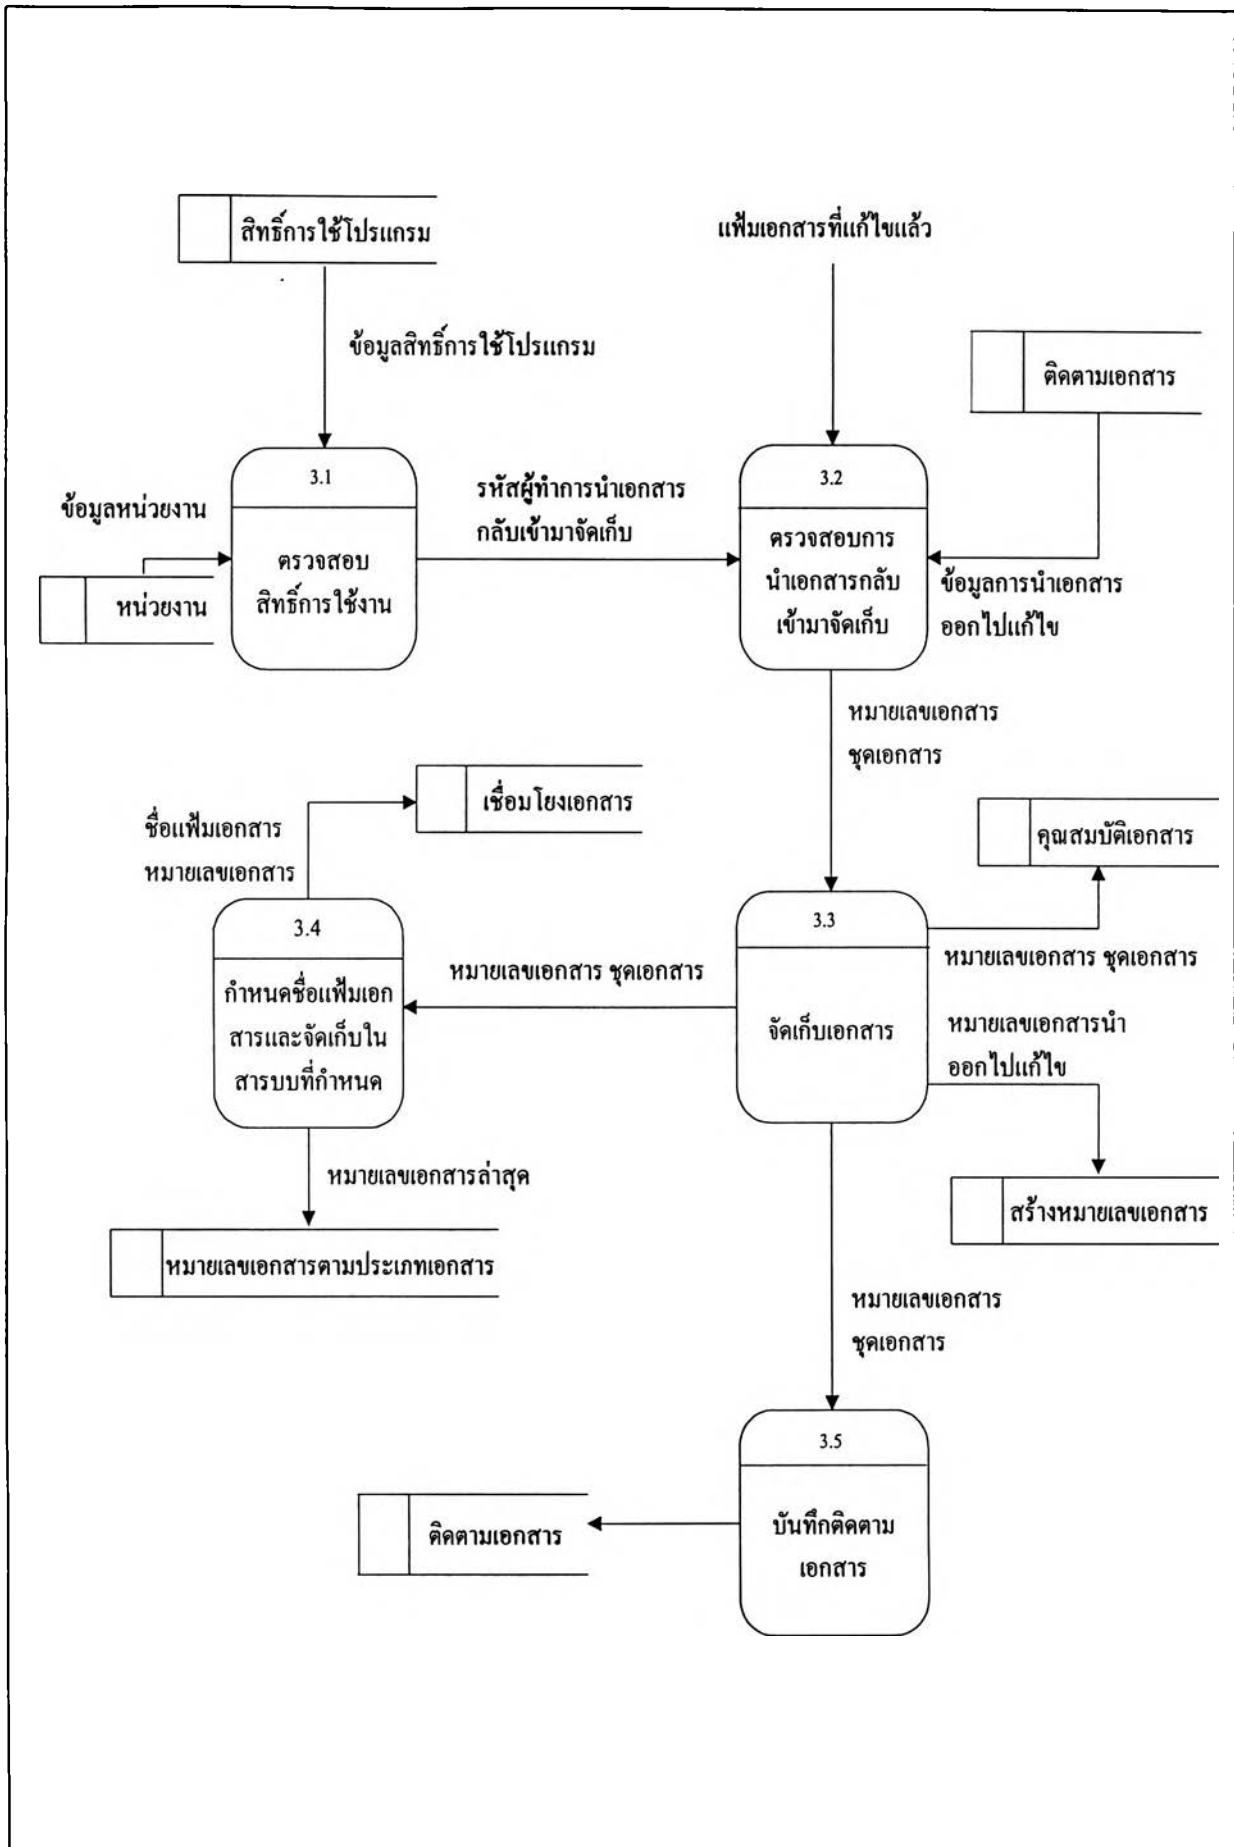 สิทธิ์การใช้โปรแกรม
แฟ้มเอกสารที่แก้ไขแล้ว
ข้อมูลสิทธิ์การใช้โปรแกรม
ติดตามเอกสาร
3.1
3.2
ข้อมูลหน่วยงาน
รหัสผู้ทำการนำเอกสาร
กลับเข้ามาจัดเก็บ
ตรวจสอบ
สิทธิ์การใช้งาน
ตรวจสอบการ
นำเอกสารกลับ
เข้ามาจัดเก็บ
หน่วยงาน
ข้อมูลการนำเอกสาร
ออกไปแก้ไข
หมายเลขเอกสาร
ชุดเอกสาร
เชื่อมโยงเอกสาร
ชื่อแฟ้มเอกสาร
หมายเลขเอกสาร
คุณสมบัติเอกสาร
3.4
3.3
หมายเลขเอกสาร ชุดเอกสาร
หมายเลขเอกสาร ชุดเอกสาร
กำหนดชื่อแฟ้มเอก
สารและจัดเก็บใน
สารบบที่กำหนด
จัดเก็บเอกสาร
หมายเลขเอกสารนำ
ออกไปแก้ไข
หมายเลขเอกสารล่าสุด
สร้างหมายเลขเอกสาร
หมายเลขเอกสารตามประเภทเอกสาร
หมายเลขเอกสาร
ชุดเอกสาร
3.5
ติดตามเอกสาร
บันทึกติดตาม
เอกสาร